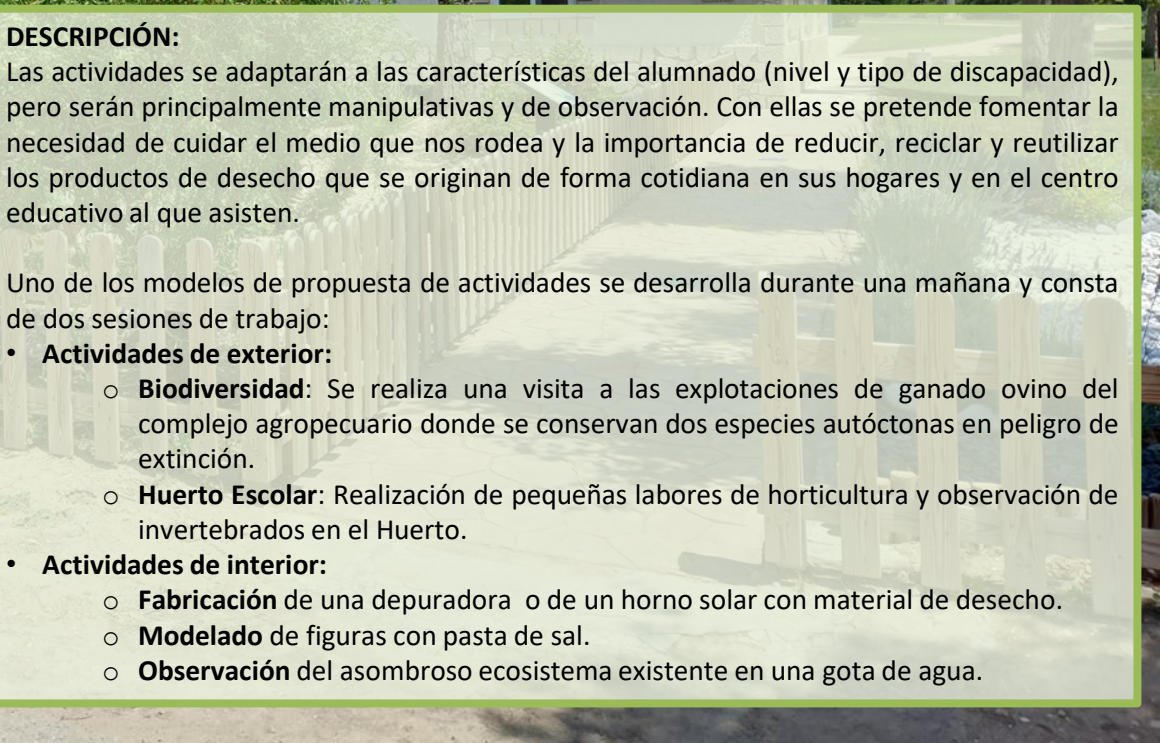 DESCRIPCIÓN:
Las actividades se adaptarán a las características del alumnado (nivel y tipo de discapacidad),
pero serán principalmente manipulativas y de observación. Con ellas se pretende fomentar la
necesidad de cuidar el medio que nos rodea y la importancia de reducir, reciclar y reutilizar
los productos de desecho que se originan de forma cotidiana en sus hogares y en el centro
educativo al que asisten.
Uno de los modelos de propuesta de actividades se desarrolla durante una mañana y consta
de dos sesiones de trabajo:
• Actividades de exterior:
o Biodiversidad: Se realiza una visita a las explotaciones de ganado ovino del
complejo agropecuario donde se conservan dos especies autóctonas en peligro de
extinción.
o Huerto Escolar: Realización de pequeñas labores de horticultura y observación de
invertebrados en el Huerto.
• Actividades de interior:
o Fabricación de una depuradora o de un horno solar con material de desecho.
o Modelado de figuras con pasta de sal.
o Observación del asombroso ecosistema existente en una gota de agua.